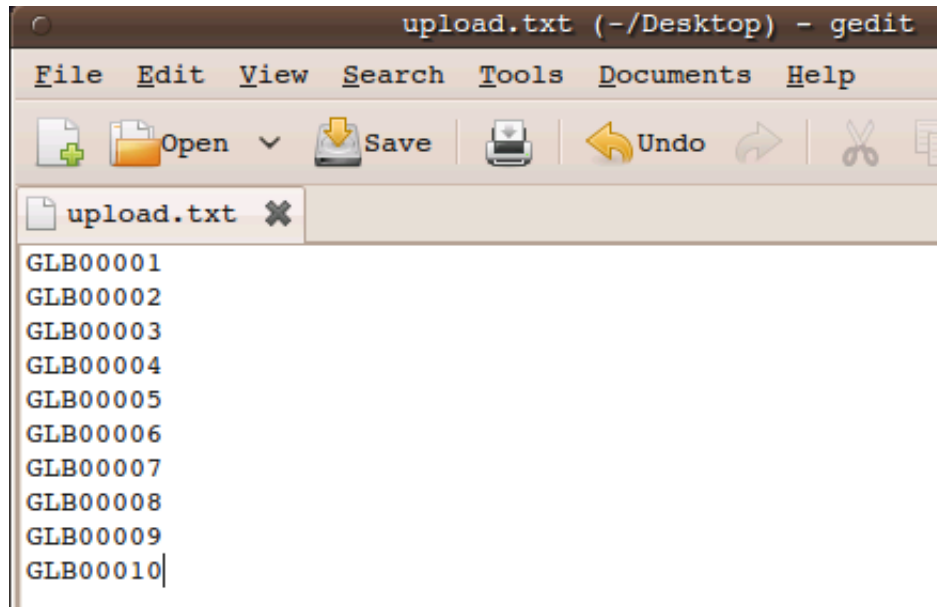 upload.txt (~/Desktop) - gedit
File Edit View Search Tools Documents Help
Open Save Undo
upload.txt
GLB00001
GLB00002
GLB00003
GLB00004
GLB00005
GLB00006
GLB00007
GLB00008
GLB00009
GLB00010